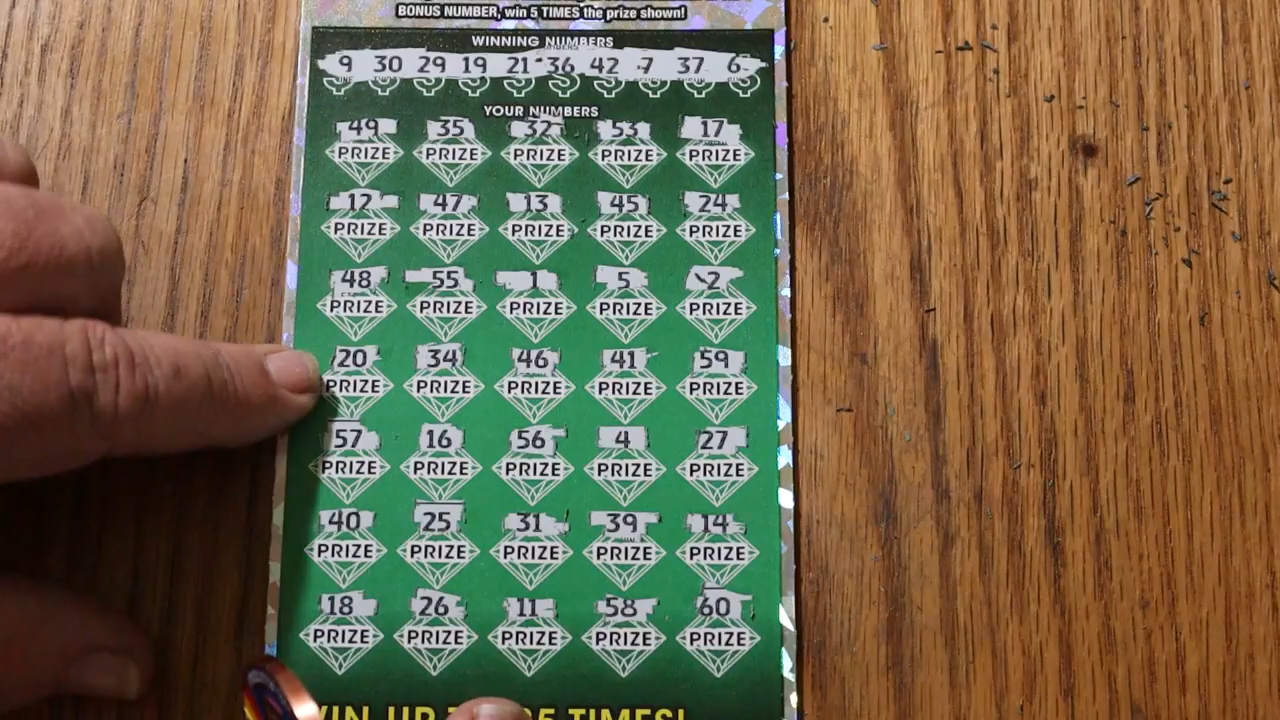 BONUS NUMBER, win 5 TIMES the prize shown!
WINNING NUMBERS
9 30 29 19 21 36 42 7 37 6
YOUR NUMBERS
49 35 32 53 17
PRIZE PRIZE PRIZE PRIZE PRIZE
12 47 13 45 24
PRIZE PRIZE PRIZE PRIZE PRIZE
48 55 1 5 2
PRIZE PRIZE PRIZE PRIZE PRIZE
20 34 46 41 59
PRIZE PRIZE PRIZE PRIZE PRIZE
57 16 56 4 27
PRIZE PRIZE PRIZE PRIZE PRIZE
40 25 31 39 14
PRIZE PRIZE PRIZE PRIZE PRIZE
18 26 11 58 60
PRIZE PRIZE PRIZE PRIZE PRIZE
WIN UP TIMES!